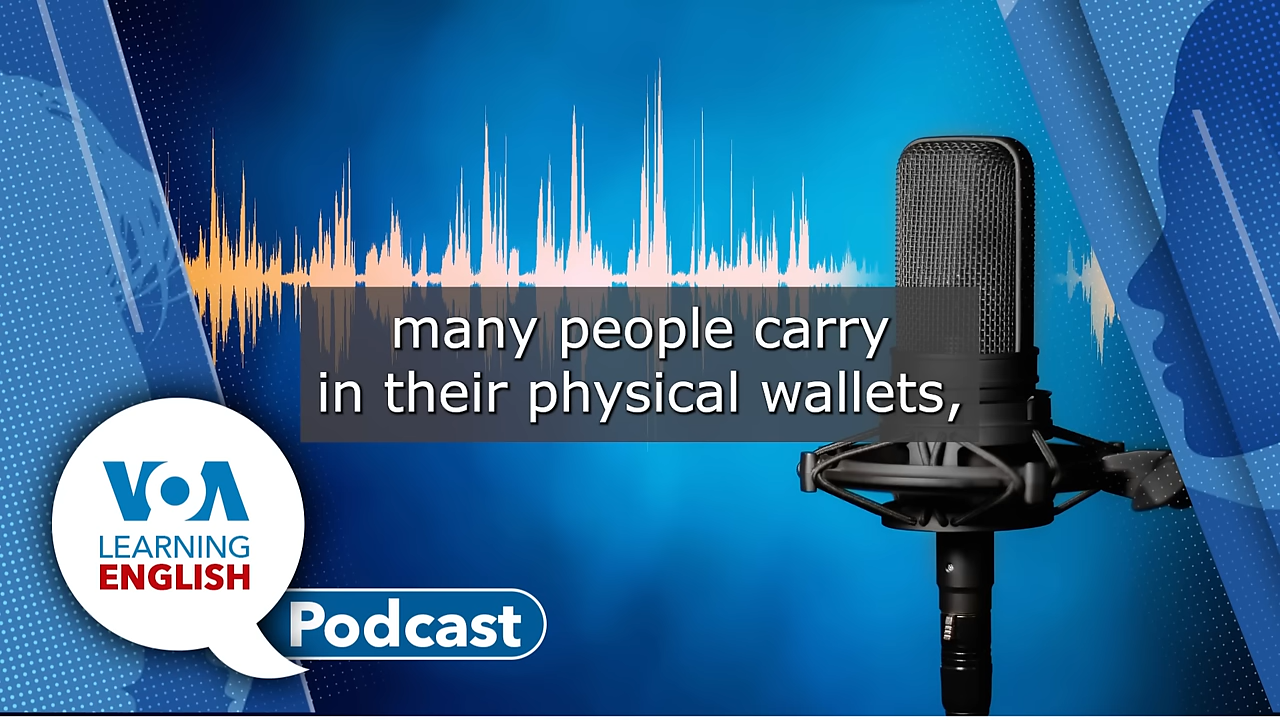 many people carry
in their physical wallets,
VOA
LEARNING
ENGLISH
Podcast